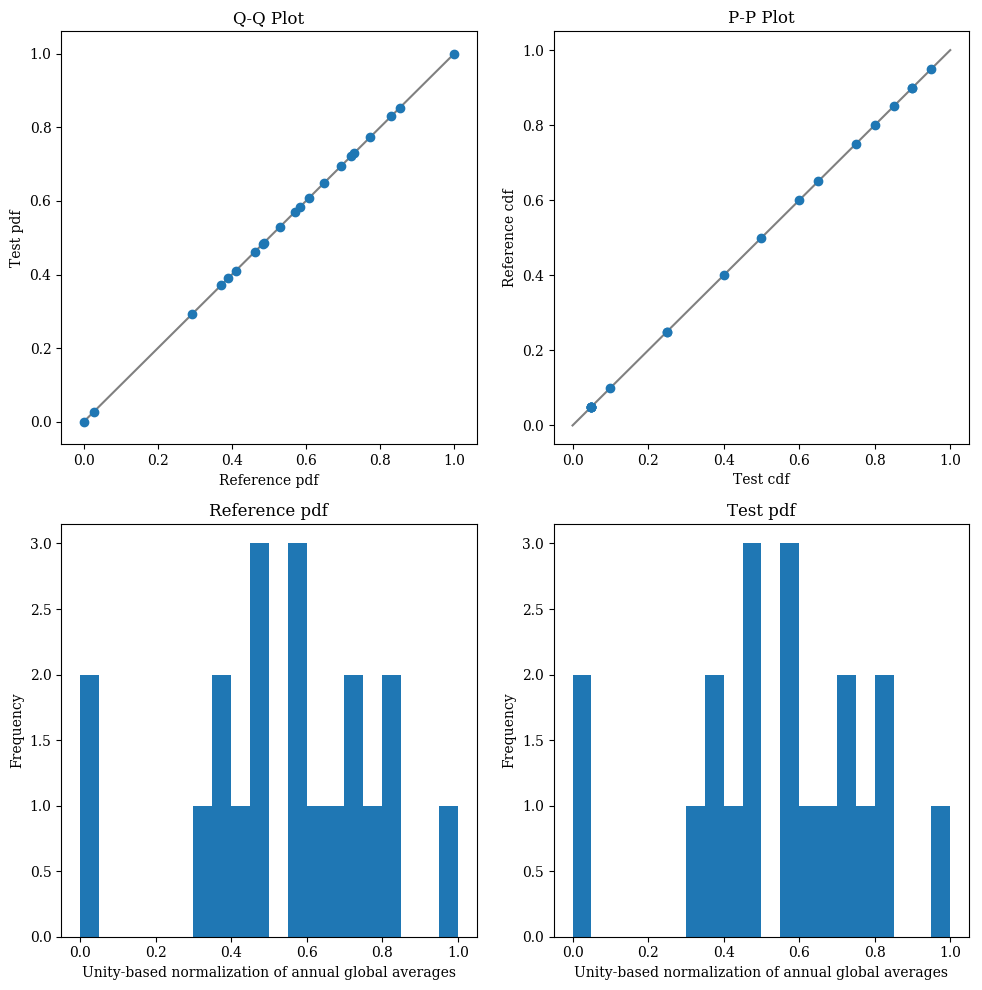 Q-Q Plot
1.0
0.8
0.6
0.4
0.2
0.0
Test pdf
0.0 0.2 0.4 0.6 0.8 1.0
Reference pdf
P-P Plot
1.0
0.8
0.6
0.4
0.2
0.0
Reference cdf
0.0 0.2 0.4 0.6 0.8 1.0
Test cdf
Reference pdf
3.0
2.5
2.0
1.5
1.0
0.5
0.0
Frequency
0.0 0.2 0.4 0.6 0.8 1.0
Unity-based normalization of annual global averages
Test pdf
3.0
2.5
2.0
1.5
1.0
0.5
0.0
Frequency
0.0 0.2 0.4 0.6 0.8 1.0
Unity-based normalization of annual global averages